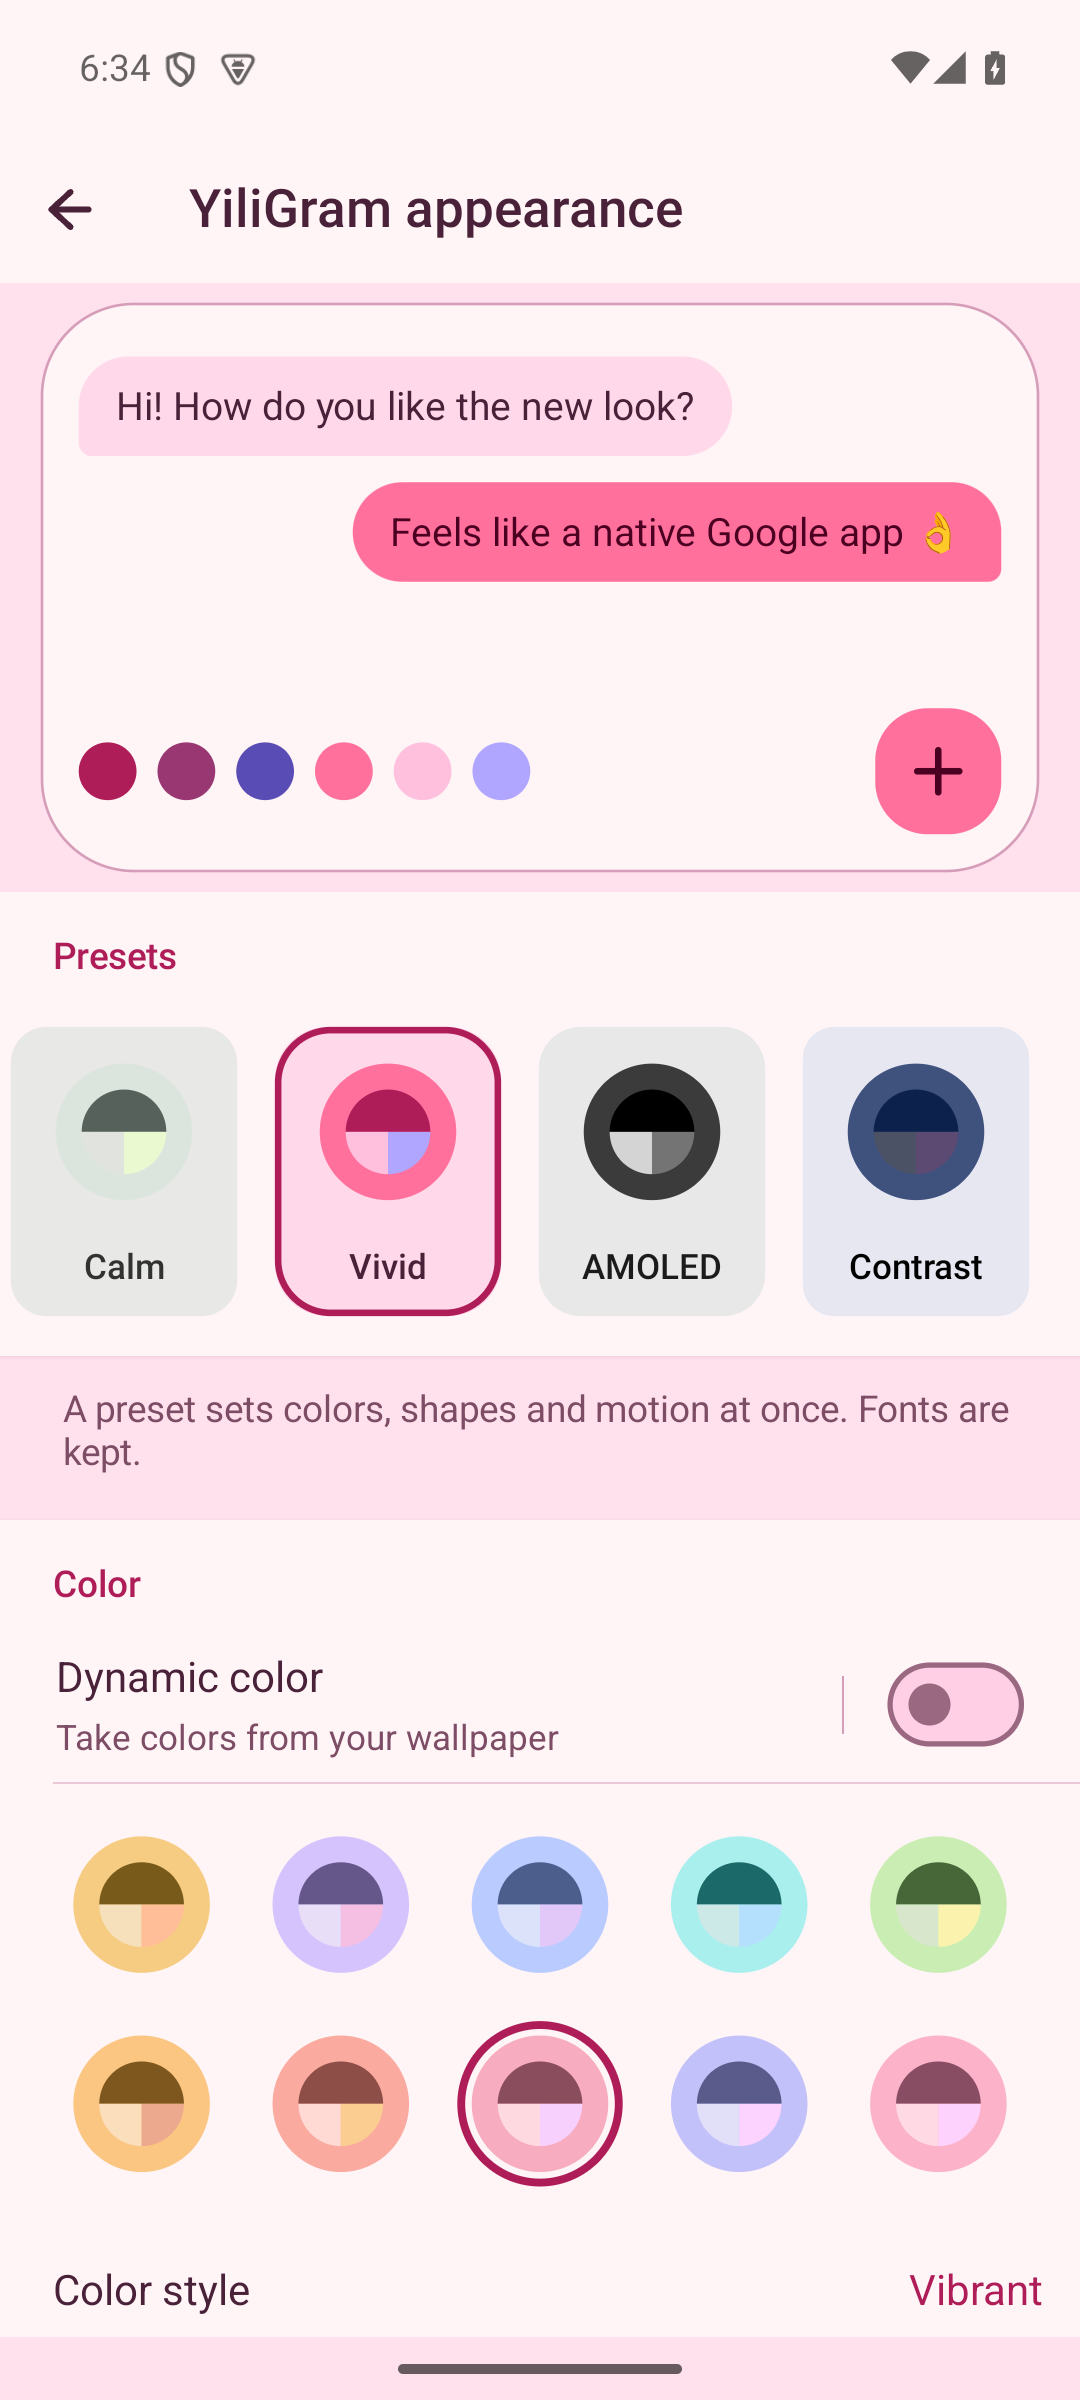 6:34
YiliGram appearance
Hi! How do you like the new look?
Feels like a native Google app 👌
Presets
Calm
Vivid
AMOLED
Contrast
A preset sets colors, shapes and motion at once. Fonts are
kept.
Color
Dynamic color
Take colors from your wallpaper
Color style
Vibrant